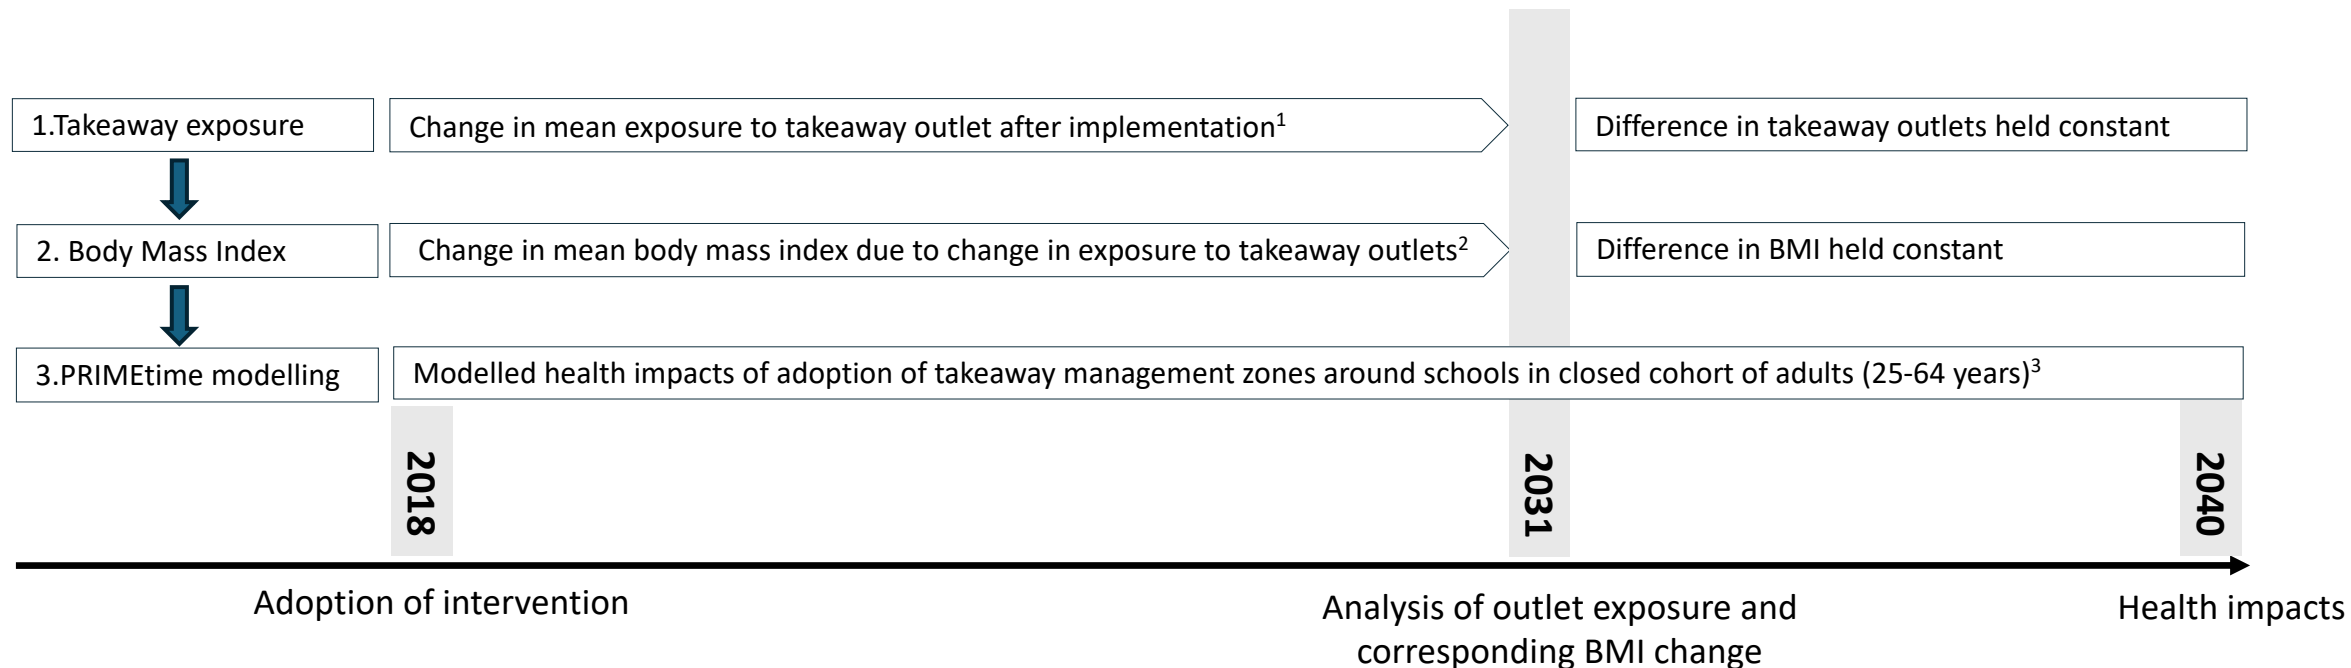 1.Takeaway exposure
Change in mean exposure to takeaway outlet after implementation¹
Difference in takeaway outlets held constant
2. Body Mass Index
Change in mean body mass index due to change in exposure to takeaway outlets²
Difference in BMI held constant
3.PRIMEtime modelling
Modelled health impacts of adoption of takeaway management zones around schools in closed cohort of adults (25-64 years)³
2018
2031
2040
Adoption of intervention
Analysis of outlet exposure and
corresponding BMI change
Health impacts